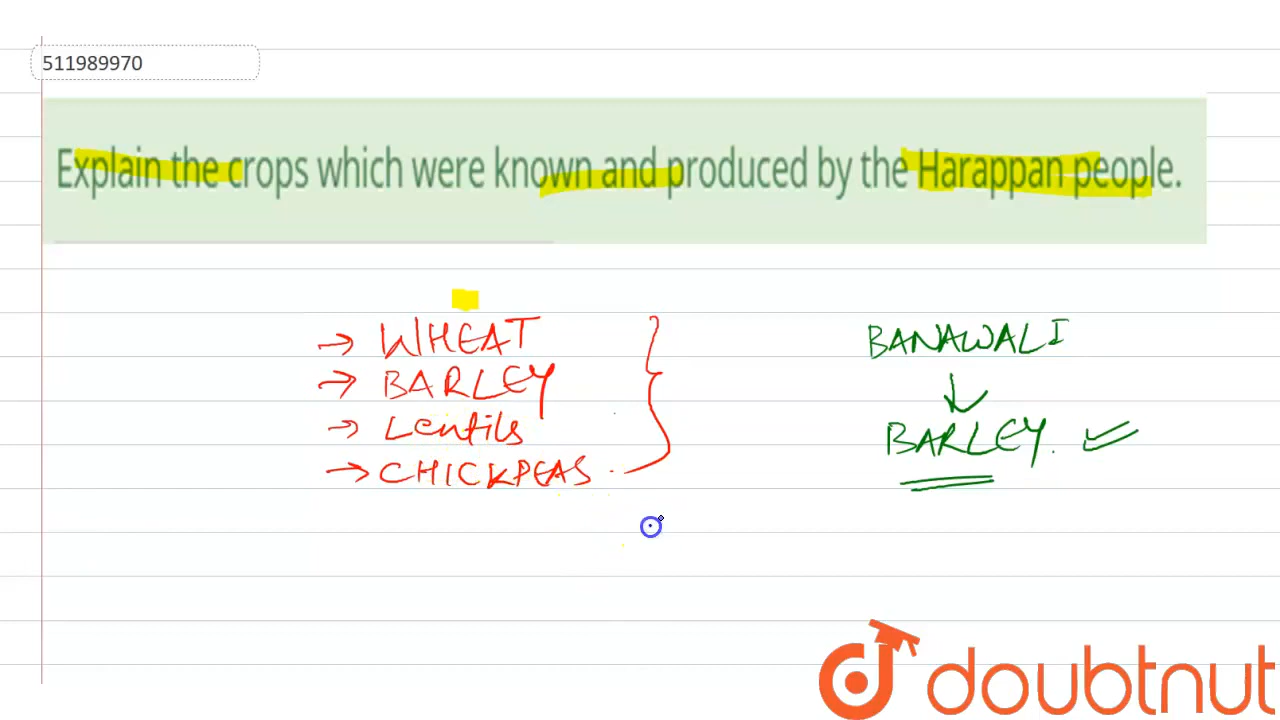 511989970
Explain the crops which were known and produced by the Harappan people.
→ WHEAT
→ BARLEY
→ Lentils
→ CHICKPEAS.
BANAWALI
↓
BARLEY.
doubtnut